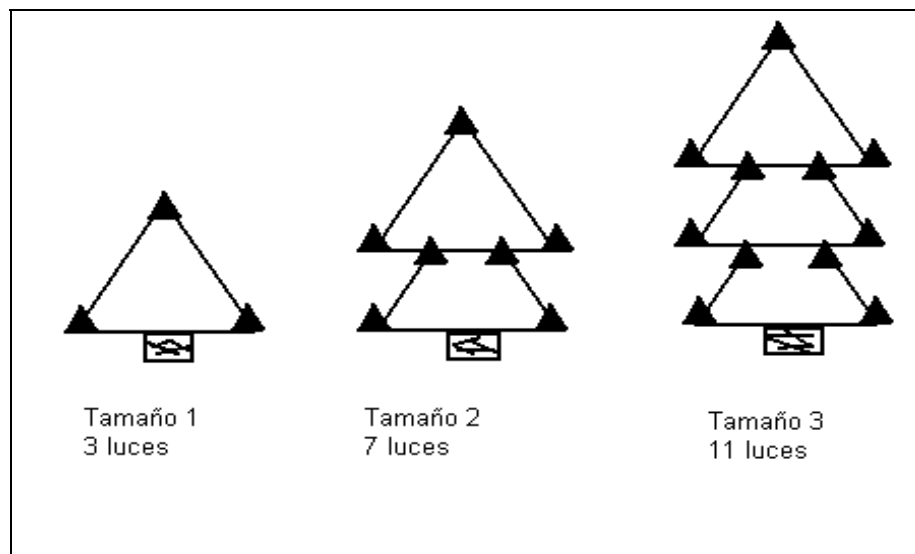 Tamaño 1
3 luces
Tamaño 2
7 luces
Tamaño 3
11 luces